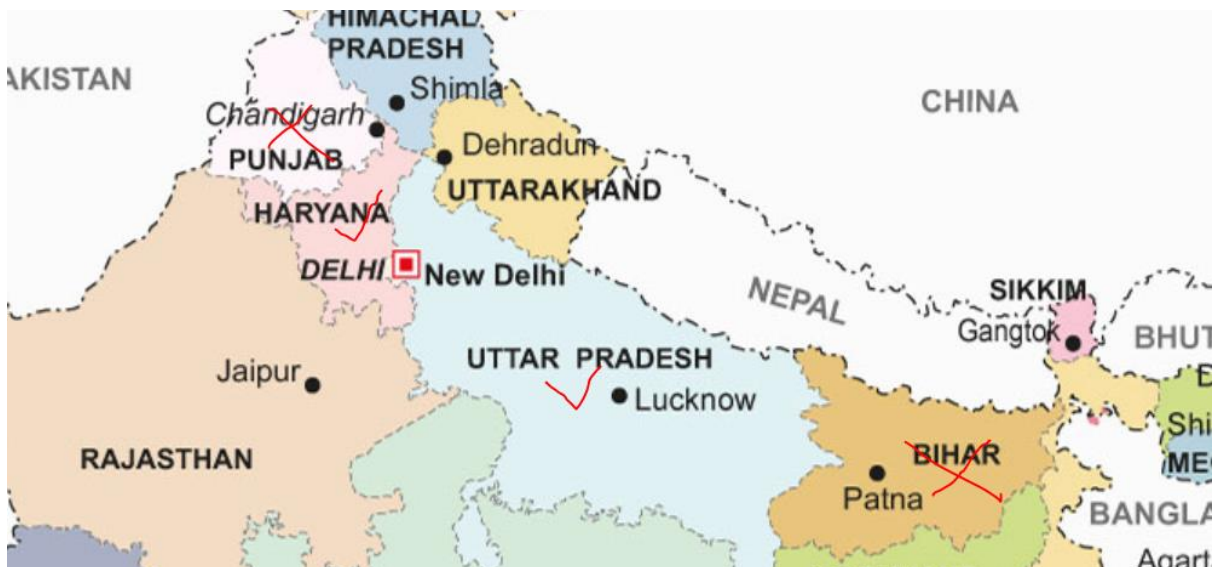 HIMACHAL
PRADESH
AKISTAN
Shimla
CHINA
Chandigarh
Dehradun
PUNJAB
UTTARAKHAND
HARYANA
DELHI
New Delhi
NEPAL
SIKKIM
Gangtok
BHUT
UTTAR PRADESH
Jaipur
D
Lucknow
Shi
BIHAR
RAJASTHAN
ME
Patna
BANGLA
Agart